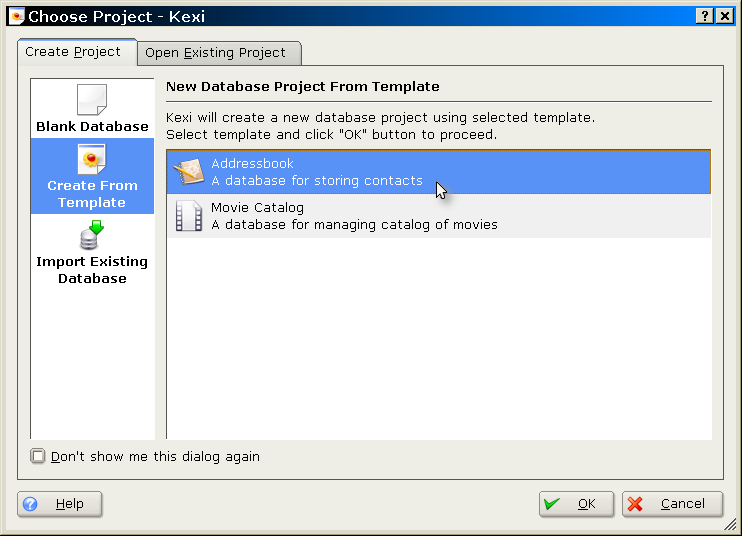 Choose Project - Kexi
Create Project
Open Existing Project
Blank Database
Create From
Template
Import Existing
Database
New Database Project From Template
Kexi will create a new database project using selected template.
Select template and click "OK" button to proceed.
Addressbook
A database for storing contacts
Movie Catalog
A database for managing catalog of movies
Don't show me this dialog again
Help
OK
Cancel